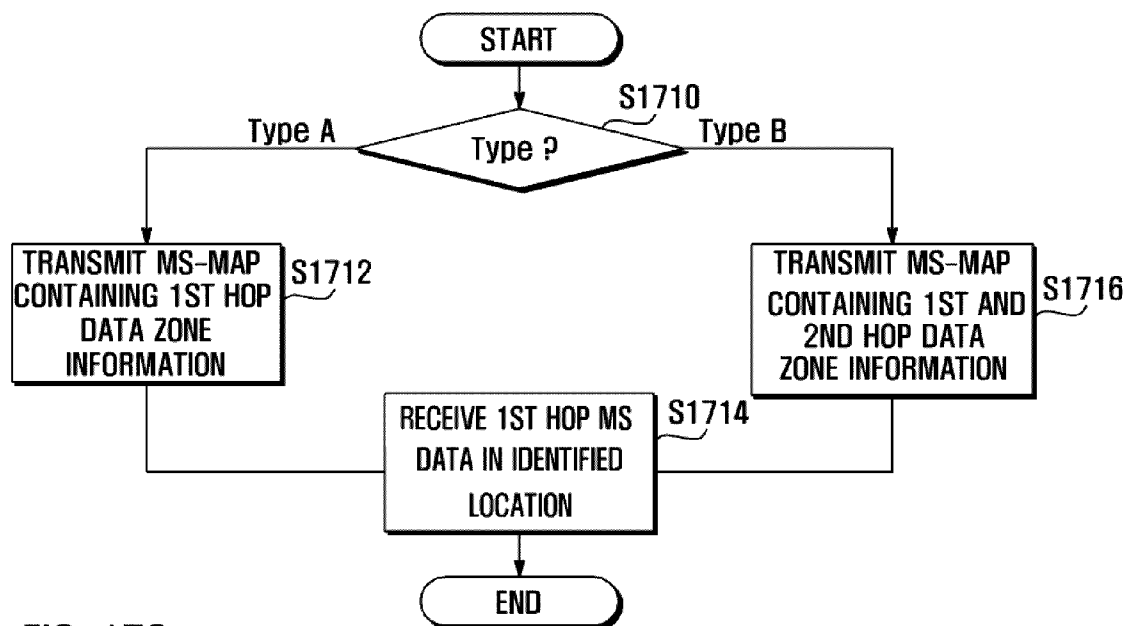 START
S1710
Type A
Type ?
Type B
TRANSMIT MS-MAP
CONTAINING 1ST HOP
DATA ZONE
INFORMATION
S1712
TRANSMIT MS-MAP
CONTAINING 1ST AND
2ND HOP DATA
ZONE INFORMATION
S1716
RECEIVE 1ST HOP MS
DATA IN IDENTIFIED
LOCATION
S1714
END